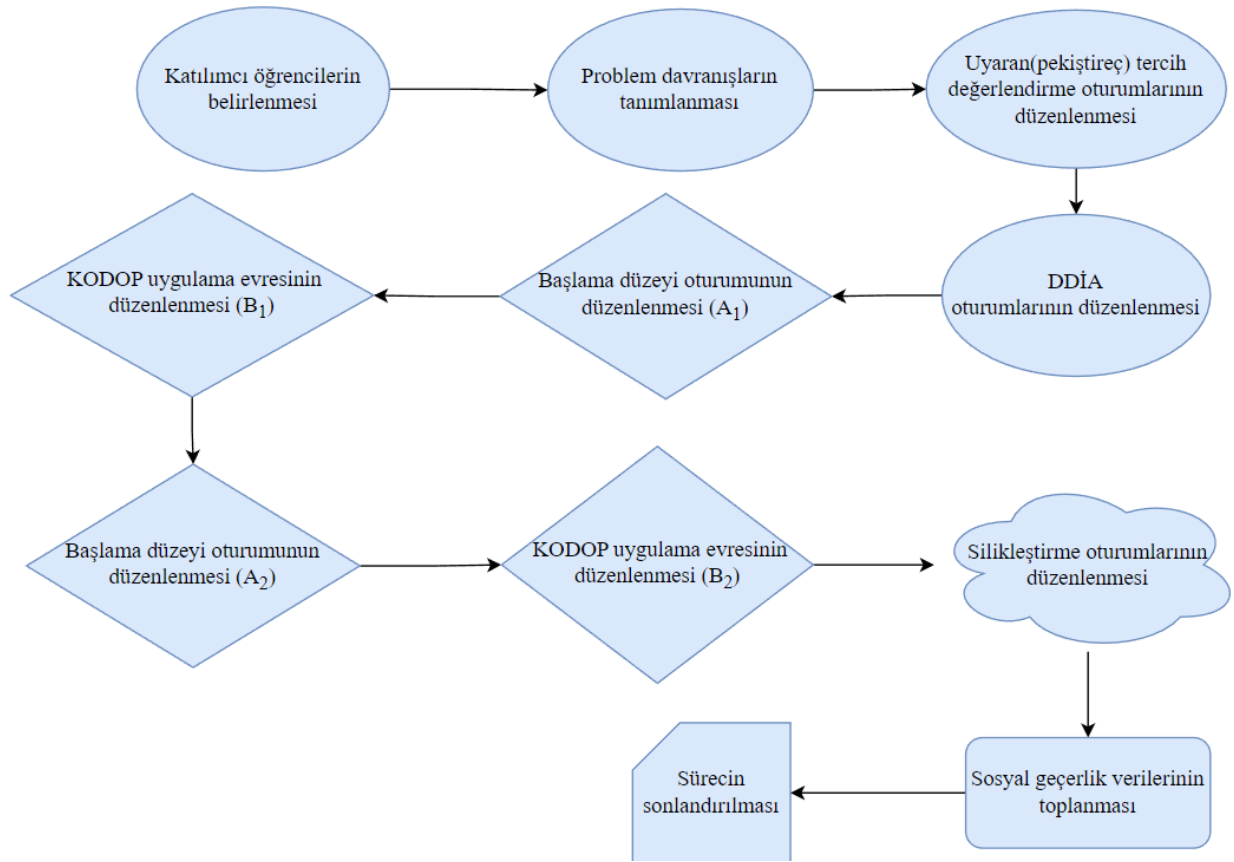 Katılımcı öğrencilerin
belirlenmesi
Problem davranışların
tanımlanması
Uyaran(pekiştireç) tercih
değerlendirme oturumlarının
düzenlenmesi
DDİA
oturumlarının düzenlenmesi
Başlama düzeyi oturumunun
düzenlenmesi (A1)
KODOP uygulama evresinin
düzenlenmesi (B1)
Başlama düzeyi oturumunun
düzenlenmesi (A2)
KODOP uygulama evresinin
düzenlenmesi (B2)
Silikleştirme oturumlarının
düzenlenmesi
Sosyal geçerlik verilerinin
toplanması
Sürecin
sonlandırılması